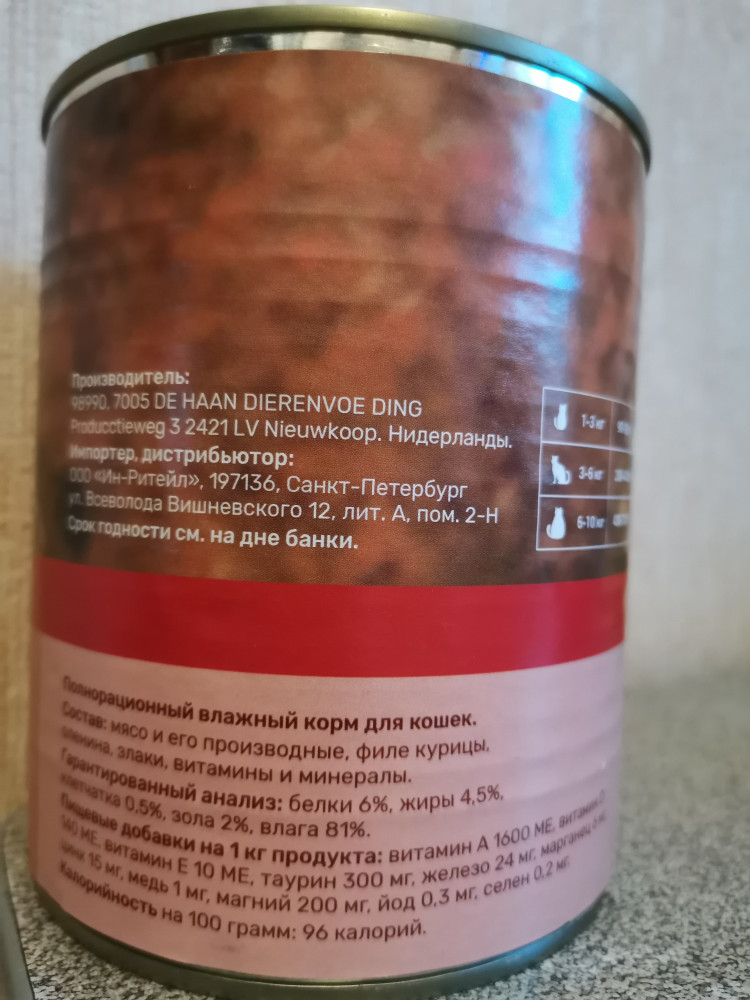 Производитель:
98990, 7005 DE HAAN DIERENVOE DING
Producctieweg 3 2421 LV Nieuwkoop. Нидерланды.
Импортер, дистрибьютор:
ООО «Ин-Ритейл», 197136, Санкт-Петербург
ул. Всеволода Вишневского 12, лит. А, пом. 2-Н
Срок годности см. на дне банки.
1-3 кг
3-6 кг
6-10 кг
Полнорационный влажный корм для кошек.
Состав: мясо и его производные, филе курицы,
оленина, злаки, витамины и минералы.
Гарантированный анализ: белки 6%, жиры 4,5%,
клетчатка 0,5%, зола 2%, влага 81%.
Пищевые добавки на 1 кг продукта: витамин А 1600 МЕ, витамин D
140 МЕ, витамин Е 10 МЕ, таурин 300 мг, железо 24 мг, марганец
цинк 15 мг, медь 1 мг, магний 200 мг, йод 0,3 мг, селен 0,2 мг.
Калорийность на 100 грамм: 96 калорий.